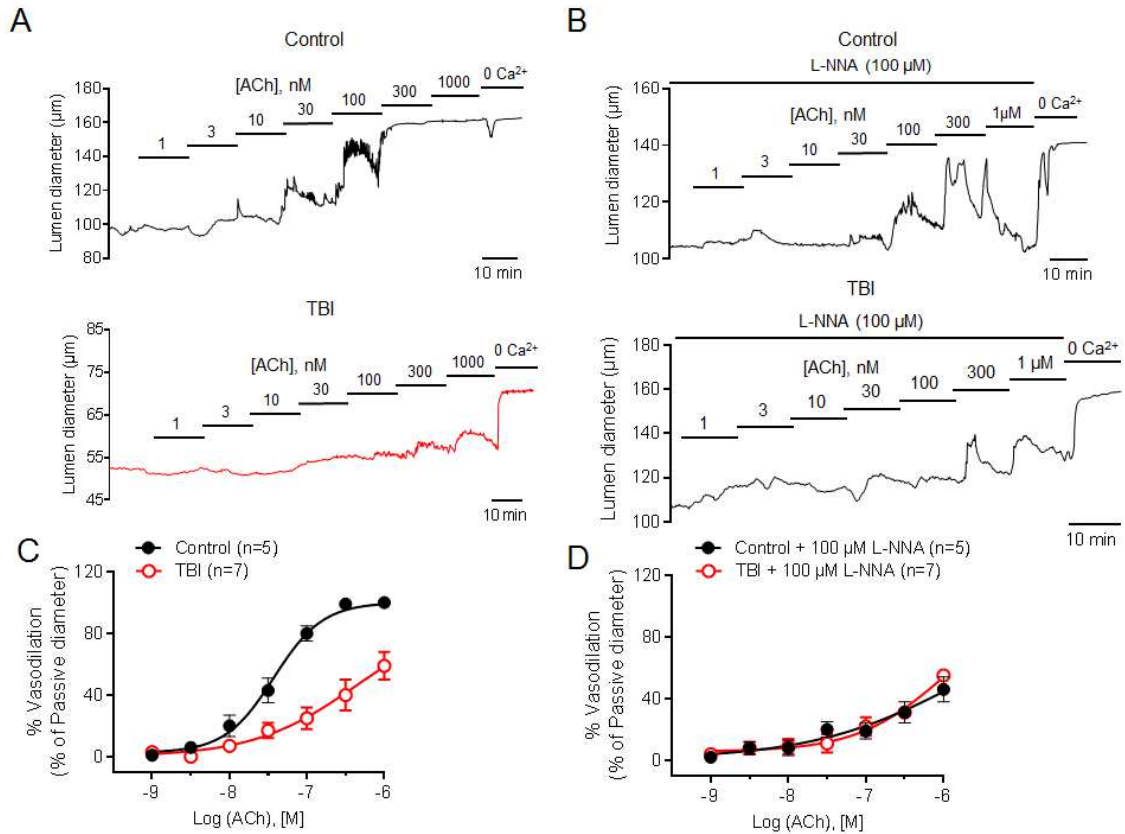 A
Control
Lumen diameter (µm)
180
160
140
120
100
80
[ACh], nM
1
3
10
30
100
300
1000
0 Ca²⁺
10 min
TBI
Lumen diameter (µm)
85
75
65
55
45
[ACh], nM
1
3
10
30
100
300
1000
0 Ca²⁺
10 min
B
Control
L-NNA (100 µM)
Lumen diameter (µm)
160
140
120
100
[ACh], nM
1
3
10
30
100
300
1µM
0 Ca²⁺
10 min
TBI
L-NNA (100 µM)
Lumen diameter (µm)
180
160
140
120
100
[ACh], nM
1
3
10
30
100
300
1 µM
0 Ca²⁺
10 min
C
Control (n=5)
TBI (n=7)
% Vasodilation
(% of Passive diameter)
120
80
40
0
-9
-8
-7
-6
Log (ACh), [M]
D
Control + 100 µM L-NNA (n=5)
TBI + 100 µM L-NNA (n=7)
% Vasodilation
(% of Passive diameter)
120
80
40
0
-9
-8
-7
-6
Log (ACh), [M]